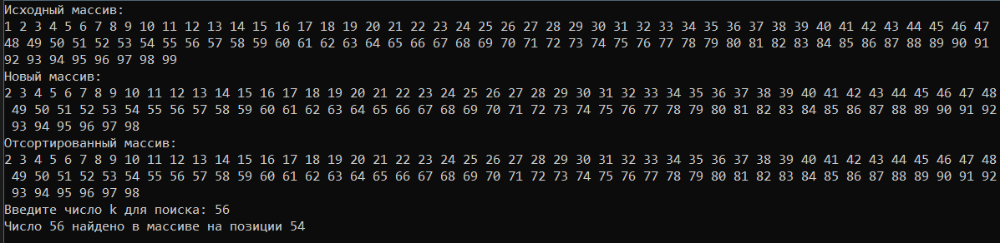 Исходный массив:
1 2 3 4 5 6 7 8 9 10 11 12 13 14 15 16 17 18 19 20 21 22 23 24 25 26 27 28 29 30 31 32 33 34 35 36 37 38 39 40 41 42 43 44 45 46 47
48 49 50 51 52 53 54 55 56 57 58 59 60 61 62 63 64 65 66 67 68 69 70 71 72 73 74 75 76 77 78 79 80 81 82 83 84 85 86 87 88 89 90 91
92 93 94 95 96 97 98 99
Новый массив:
2 3 4 5 6 7 8 9 10 11 12 13 14 15 16 17 18 19 20 21 22 23 24 25 26 27 28 29 30 31 32 33 34 35 36 37 38 39 40 41 42 43 44 45 46 47 48
49 50 51 52 53 54 55 56 57 58 59 60 61 62 63 64 65 66 67 68 69 70 71 72 73 74 75 76 77 78 79 80 81 82 83 84 85 86 87 88 89 90 91 92
93 94 95 96 97 98
Отсортированный массив:
2 3 4 5 6 7 8 9 10 11 12 13 14 15 16 17 18 19 20 21 22 23 24 25 26 27 28 29 30 31 32 33 34 35 36 37 38 39 40 41 42 43 44 45 46 47 48
49 50 51 52 53 54 55 56 57 58 59 60 61 62 63 64 65 66 67 68 69 70 71 72 73 74 75 76 77 78 79 80 81 82 83 84 85 86 87 88 89 90 91 92
93 94 95 96 97 98
Введите число k для поиска: 56
Число 56 найдено в массиве на позиции 54